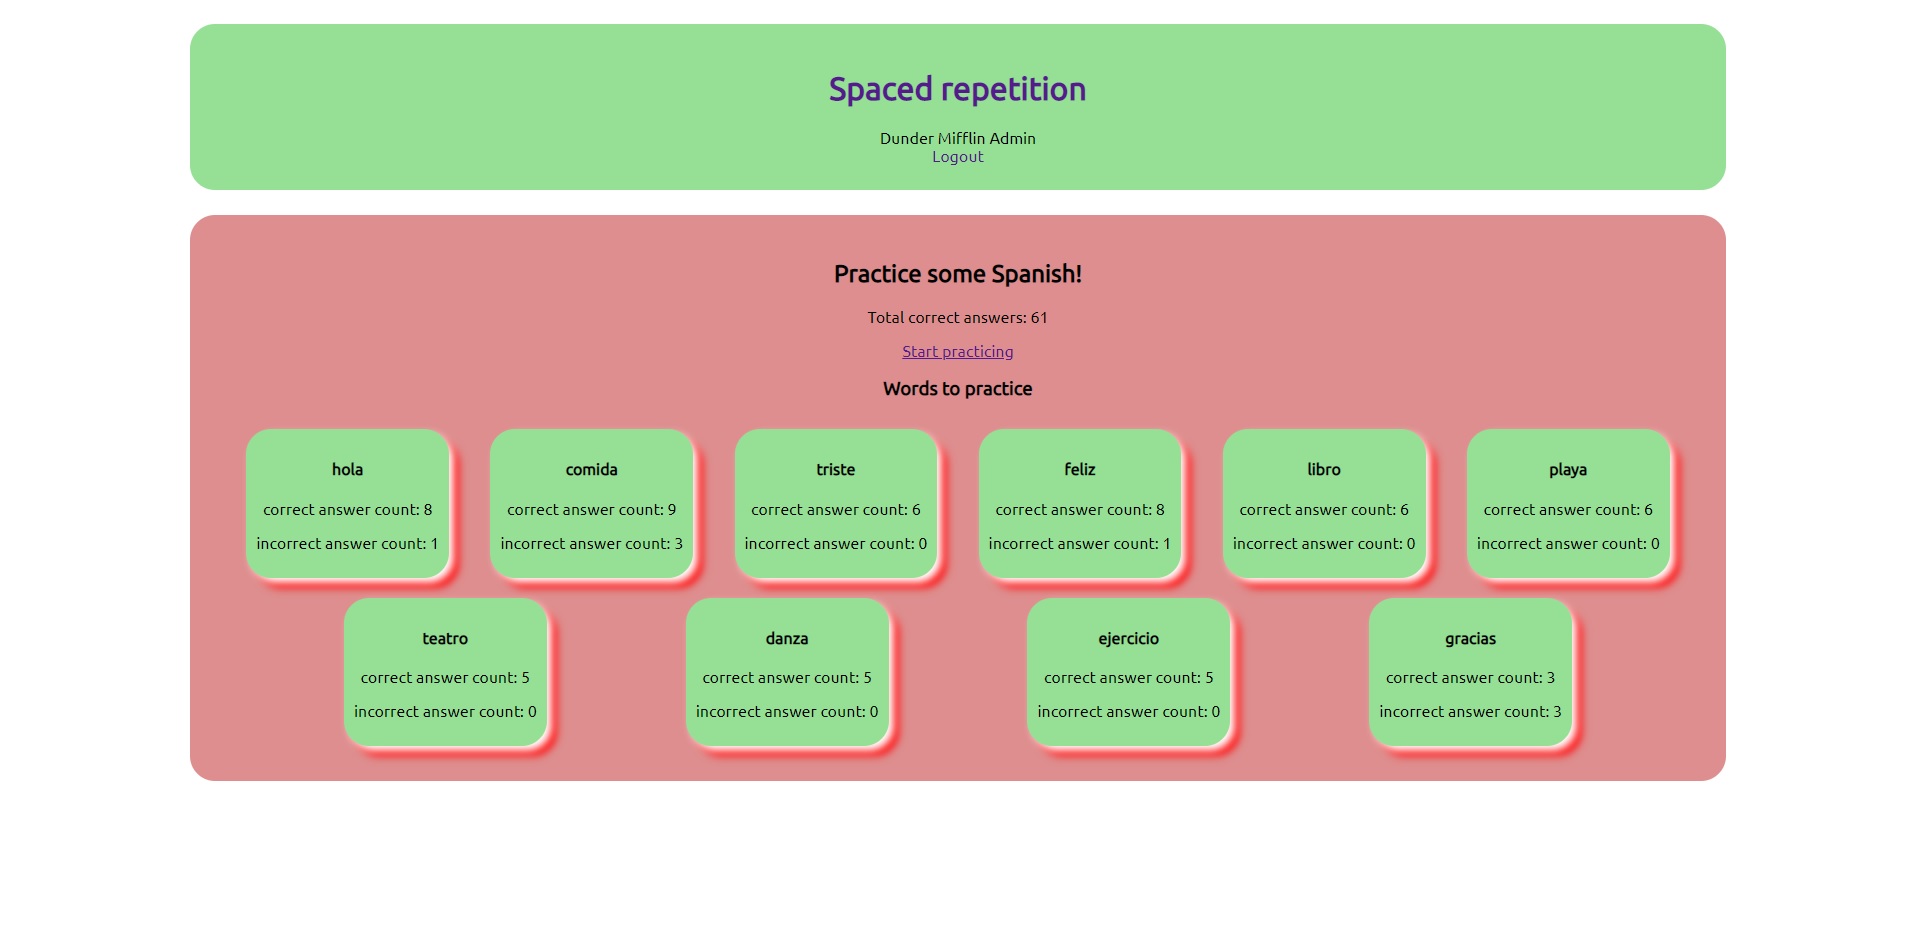 Spaced repetition
Dunder Mifflin Admin
Logout
Practice some Spanish!
Total correct answers: 61
Start practicing
Words to practice
hola
correct answer count: 8
incorrect answer count: 1
comida
correct answer count: 9
incorrect answer count: 3
triste
correct answer count: 6
incorrect answer count: 0
feliz
correct answer count: 8
incorrect answer count: 1
libro
correct answer count: 6
incorrect answer count: 0
playa
correct answer count: 6
incorrect answer count: 0
teatro
correct answer count: 5
incorrect answer count: 0
danza
correct answer count: 5
incorrect answer count: 0
ejercicio
correct answer count: 5
incorrect answer count: 0
gracias
correct answer count: 3
incorrect answer count: 3